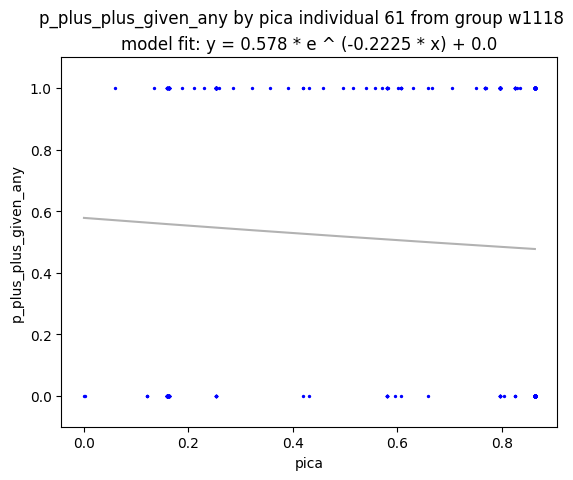 p_plus_plus_given_any by pica individual 61 from group w1118
model fit: y = 0.578 * e ^ (-0.2225 * x) + 0.0
1.0
0.8
0.6
0.4
0.2
0.0
p_plus_plus_given_any
0.0 0.2 0.4 0.6 0.8
pica